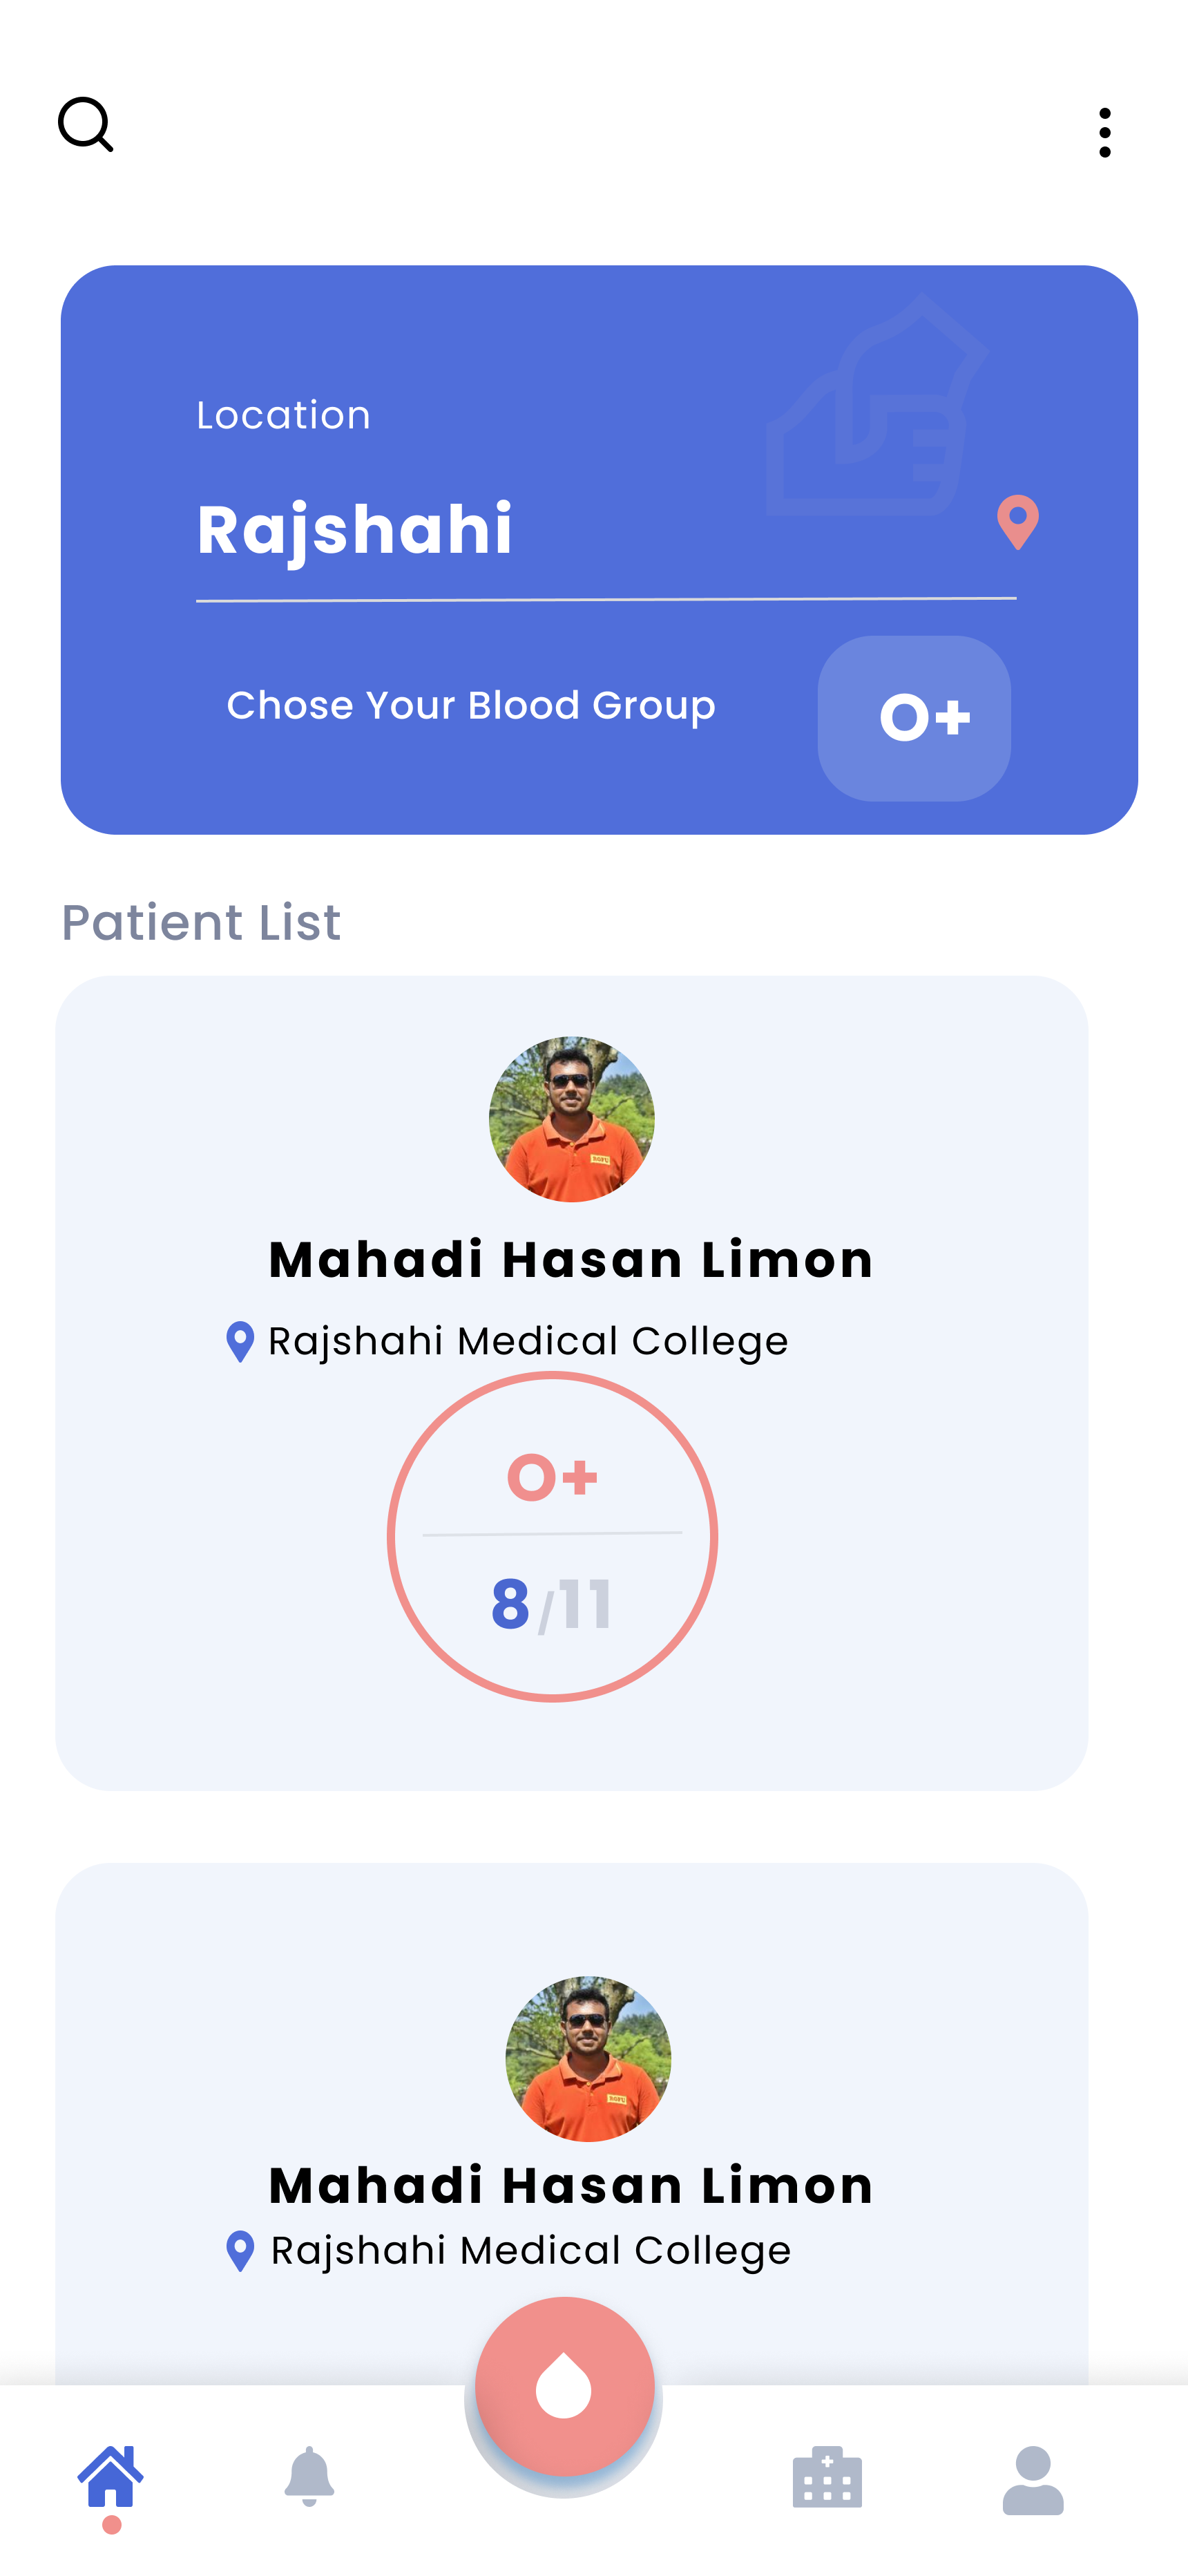 Location
Rajshahi
Chose Your Blood Group
O+
Patient List
Mahadi Hasan Limon
Rajshahi Medical College
O+
8/11
Mahadi Hasan Limon
Rajshahi Medical College